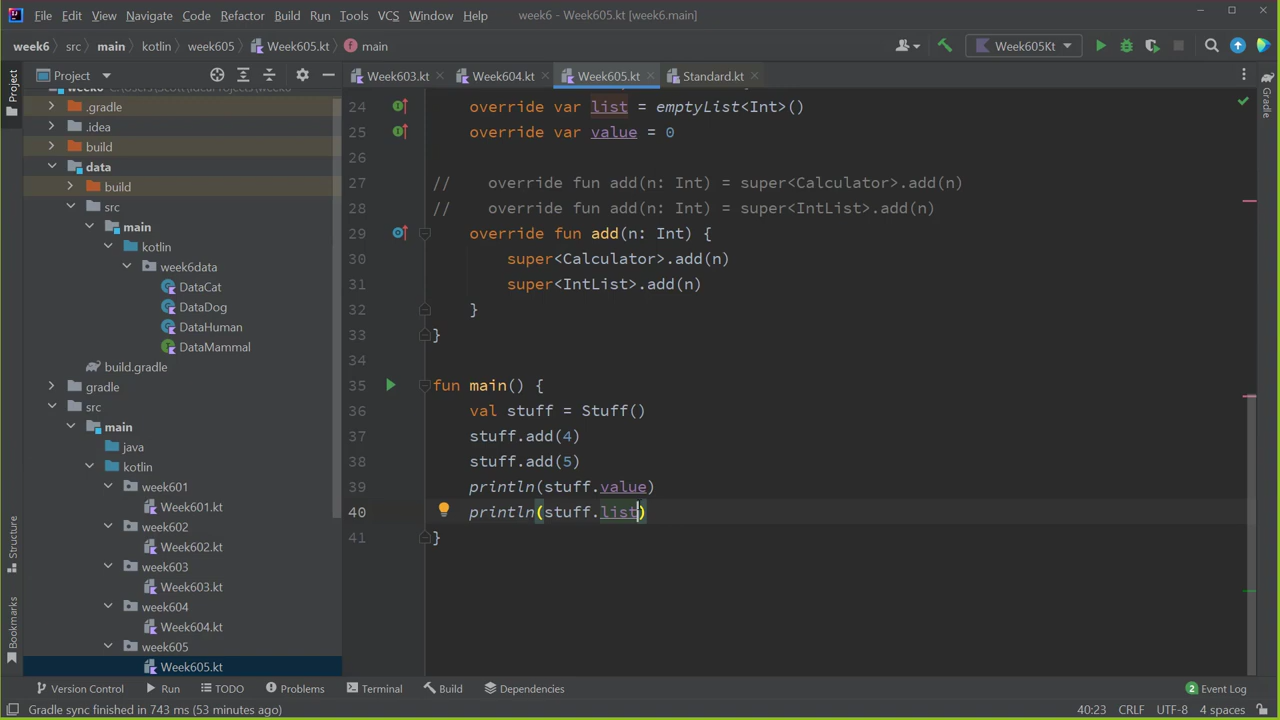 File Edit View Navigate Code Refactor Build Run Tools VCS Window Help week6 - Week605.kt [week6.main]
week6 src main kotlin week605 Week605.kt main Week605Kt
Project Week603.kt Week604.kt Week605.kt Standard.kt
Project
Gradle
.gradle
.idea
build
data
build
src
main
kotlin
week6data
DataCat
DataDog
DataHuman
DataMammal
build.gradle
gradle
src
main
java
kotlin
week601
Week601.kt
week602
Week602.kt
week603
Week603.kt
week604
Week604.kt
week605
Week605.kt
Structure
Bookmarks
24 override var list = emptyList<Int>()
25 override var value = 0
26
27 // override fun add(n: Int) = super<Calculator>.add(n)
28 // override fun add(n: Int) = super<IntList>.add(n)
29 override fun add(n: Int) {
30 super<Calculator>.add(n)
31 super<IntList>.add(n)
32 }
33 }
34
35 fun main() {
36 val stuff = Stuff()
37 stuff.add(4)
38 stuff.add(5)
39 println(stuff.value)
40 println(stuff.list)
41 }
Version Control Run TODO Problems Terminal Build Dependencies 2 Event Log
Gradle sync finished in 743 ms (53 minutes ago) 40:23 CRLF UTF-8 4 spaces